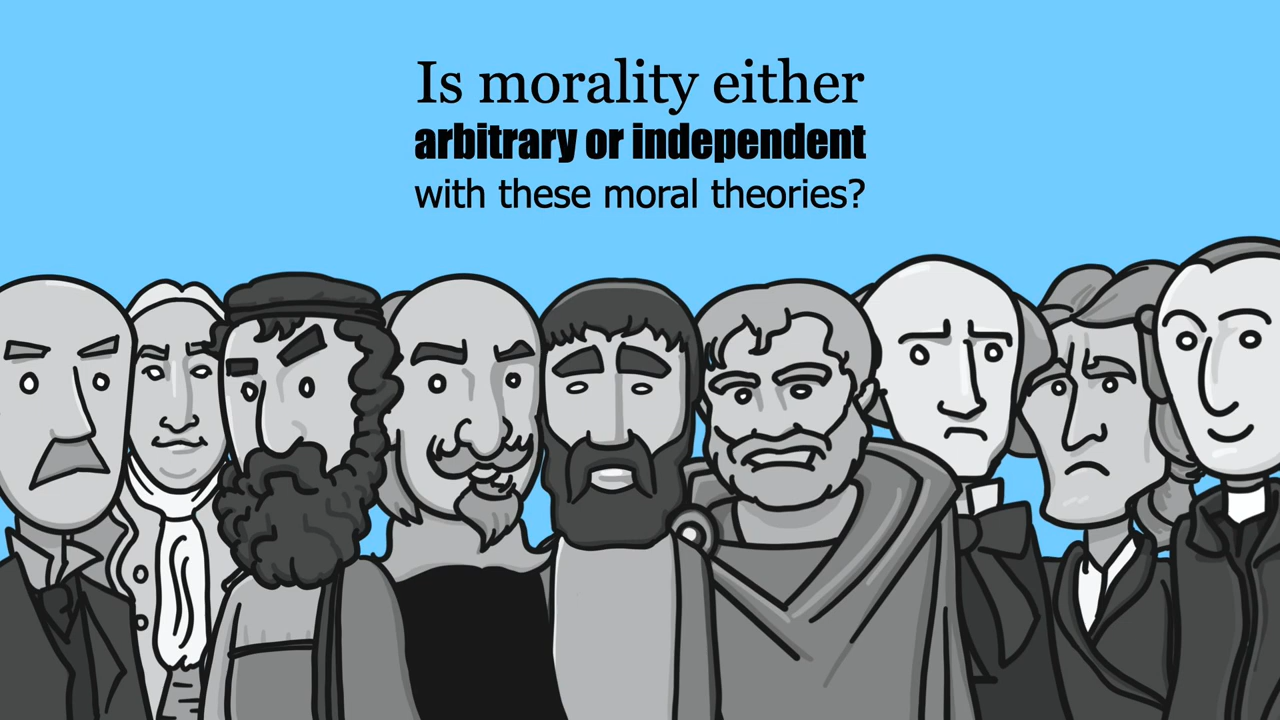 Is morality either
arbitrary or independent
with these moral theories?